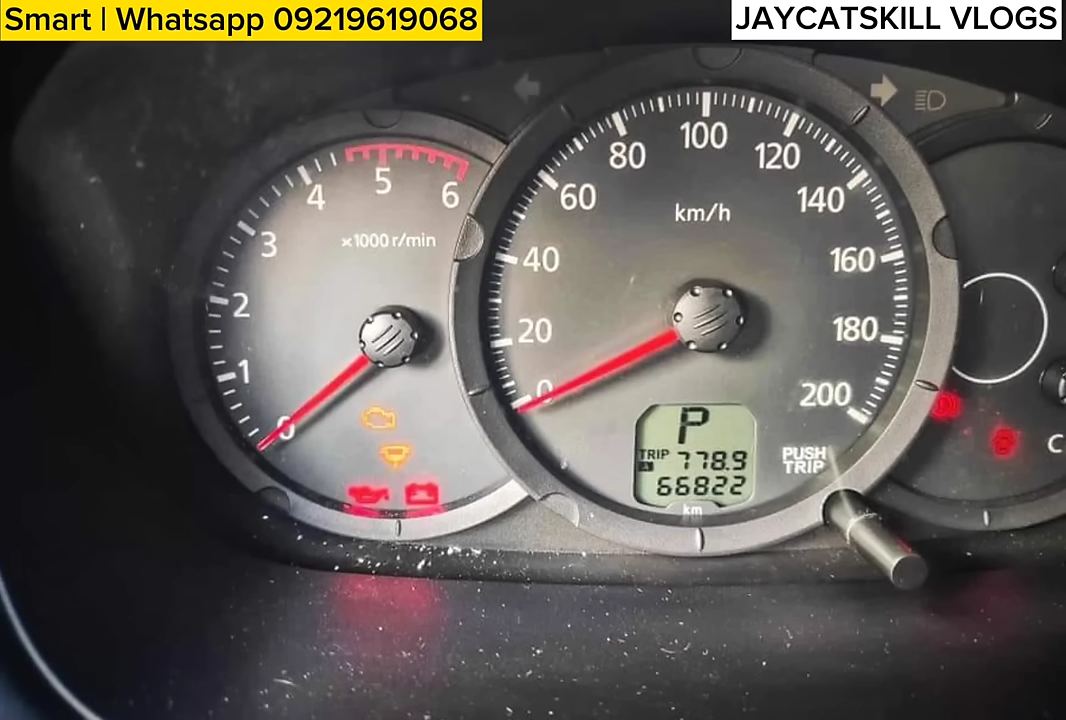 Smart | Whatsapp 09219619068
JAYCATSKILL VLOGS
0
1
2
3
4
5
6
×1000 r/min
0
20
40
60
80
100
120
140
160
180
200
km/h
P
TRIP A 778.9
66822
km
PUSH
TRIP
C